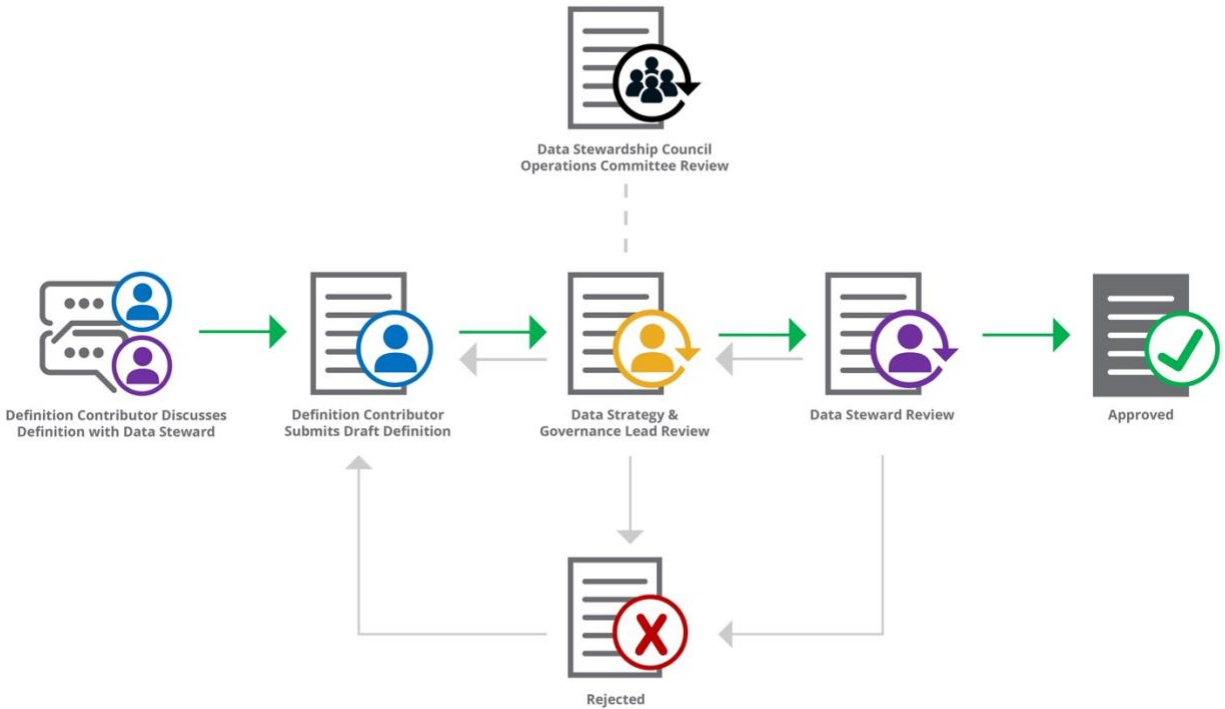 Data Stewardship Council
Operations Committee Review
Definition Contributor Discusses
Definition with Data Steward
Definition Contributor
Submits Draft Definition
Data Strategy &
Governance Lead Review
Data Steward Review
Approved
Rejected